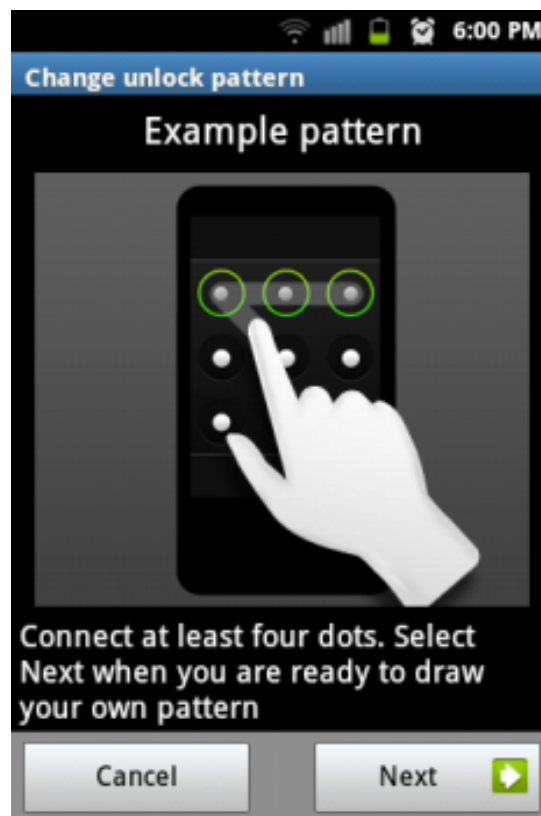 6:00 PM
Change unlock pattern
Example pattern
Connect at least four dots. Select
Next when you are ready to draw
your own pattern
Cancel
Next